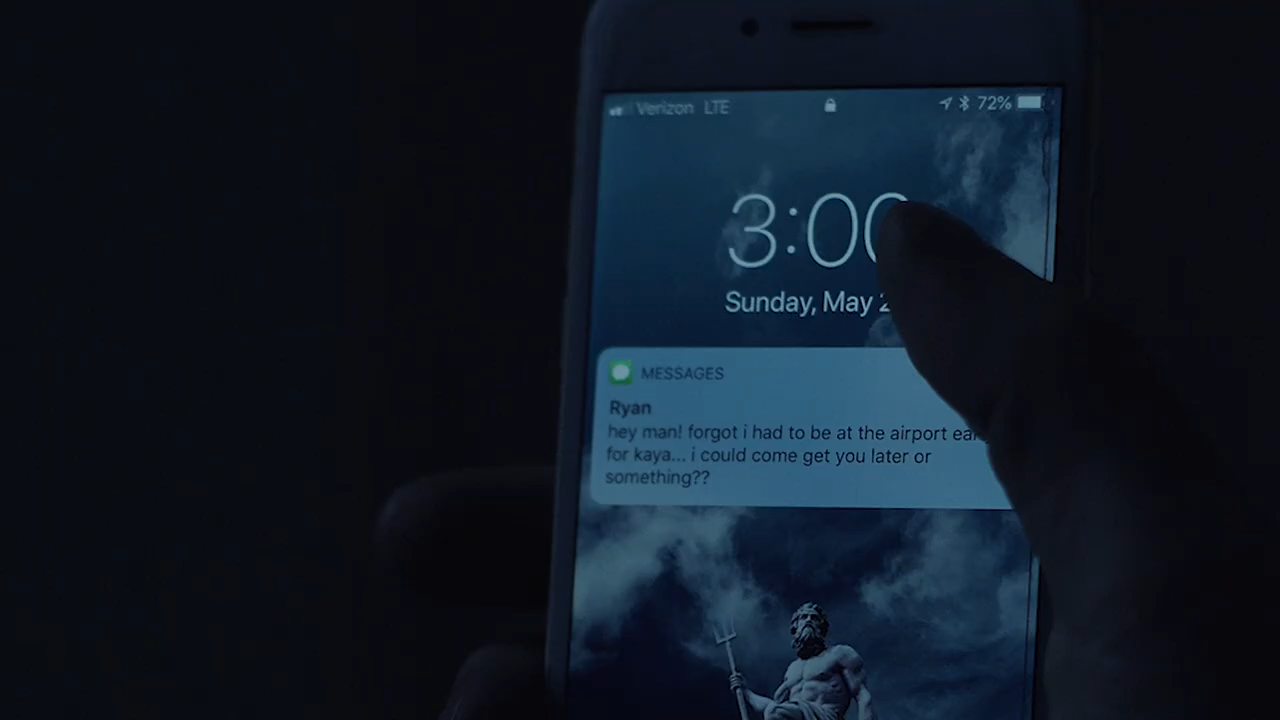 Verizon LTE 72%
3:00
Sunday, May 2
MESSAGES
Ryan
hey man! forgot i had to be at the airport
for kaya... i could come get you later or
something??